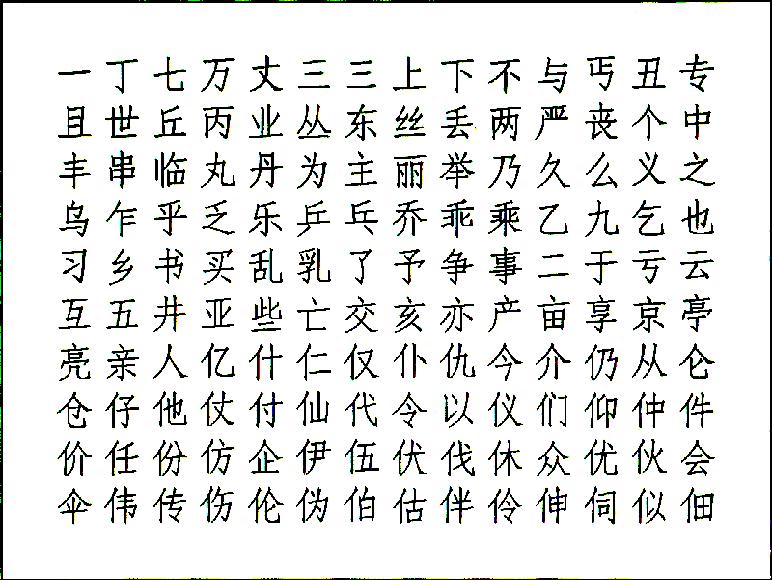 一丁七万丈三三上下不与丐丑专
且世丘丙业丛东丝丢两严丧个中
丰串临丸丹为主丽举乃久么义之
乌乍乎乏乐乒乓乔乖乘乙九乞也
习乡书买乱乳了予争事二于亏云
互五井亚些亡交亥亦产亩享京亭
亮亲人亿什仁仅仆仇今介仍从仑
仓仔他仗付仙代令以仪们仰仲件
价任份仿企伊伍伏伐休众优伙会
伞伟传伤伦伪伯估伴伶伸伺似佃